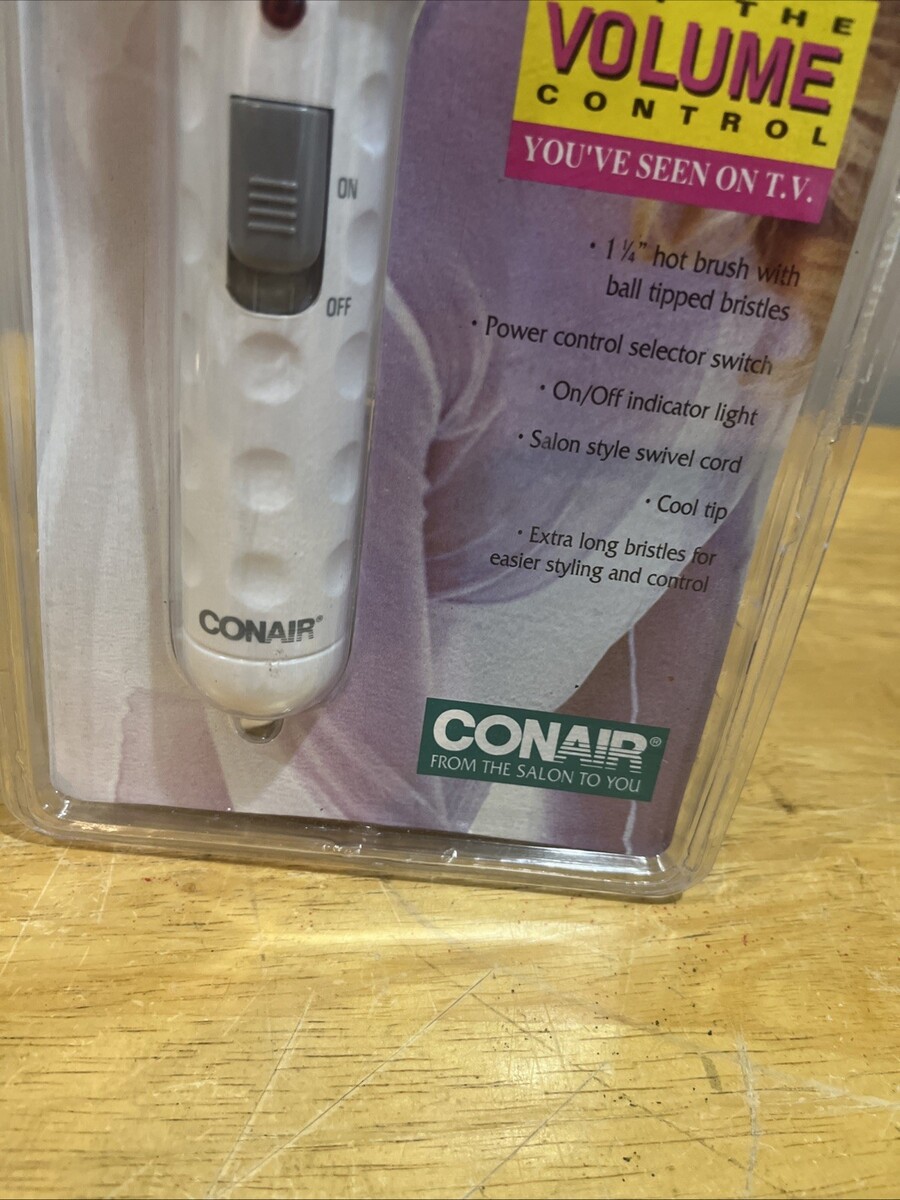 THE
VOLUME
CONTROL
YOU'VE SEEN ON T.V.
ON
OFF
• 1 ¼" hot brush with
ball tipped bristles
• Power control selector switch
• On/Off indicator light
• Salon style swivel cord
• Cool tip
• Extra long bristles for
easier styling and control
CONAIR®
CONAIR®
FROM THE SALON TO YOU